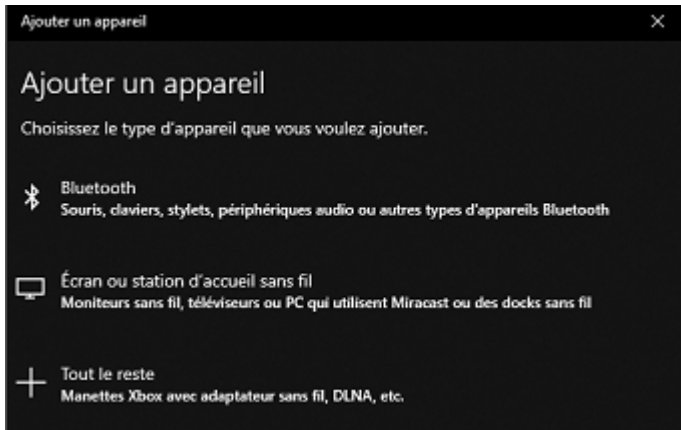 Ajouter un appareil
Ajouter un appareil
Choisissez le type d'appareil que vous voulez ajouter.
Bluetooth
Souris, claviers, stylets, périphériques audio ou autres types d'appareils Bluetooth
Écran ou station d'accueil sans fil
Moniteurs sans fil, téléviseurs ou PC qui utilisent Miracast ou des docks sans fil
Tout le reste
Manettes Xbox avec adaptateur sans fil, DLNA, etc.